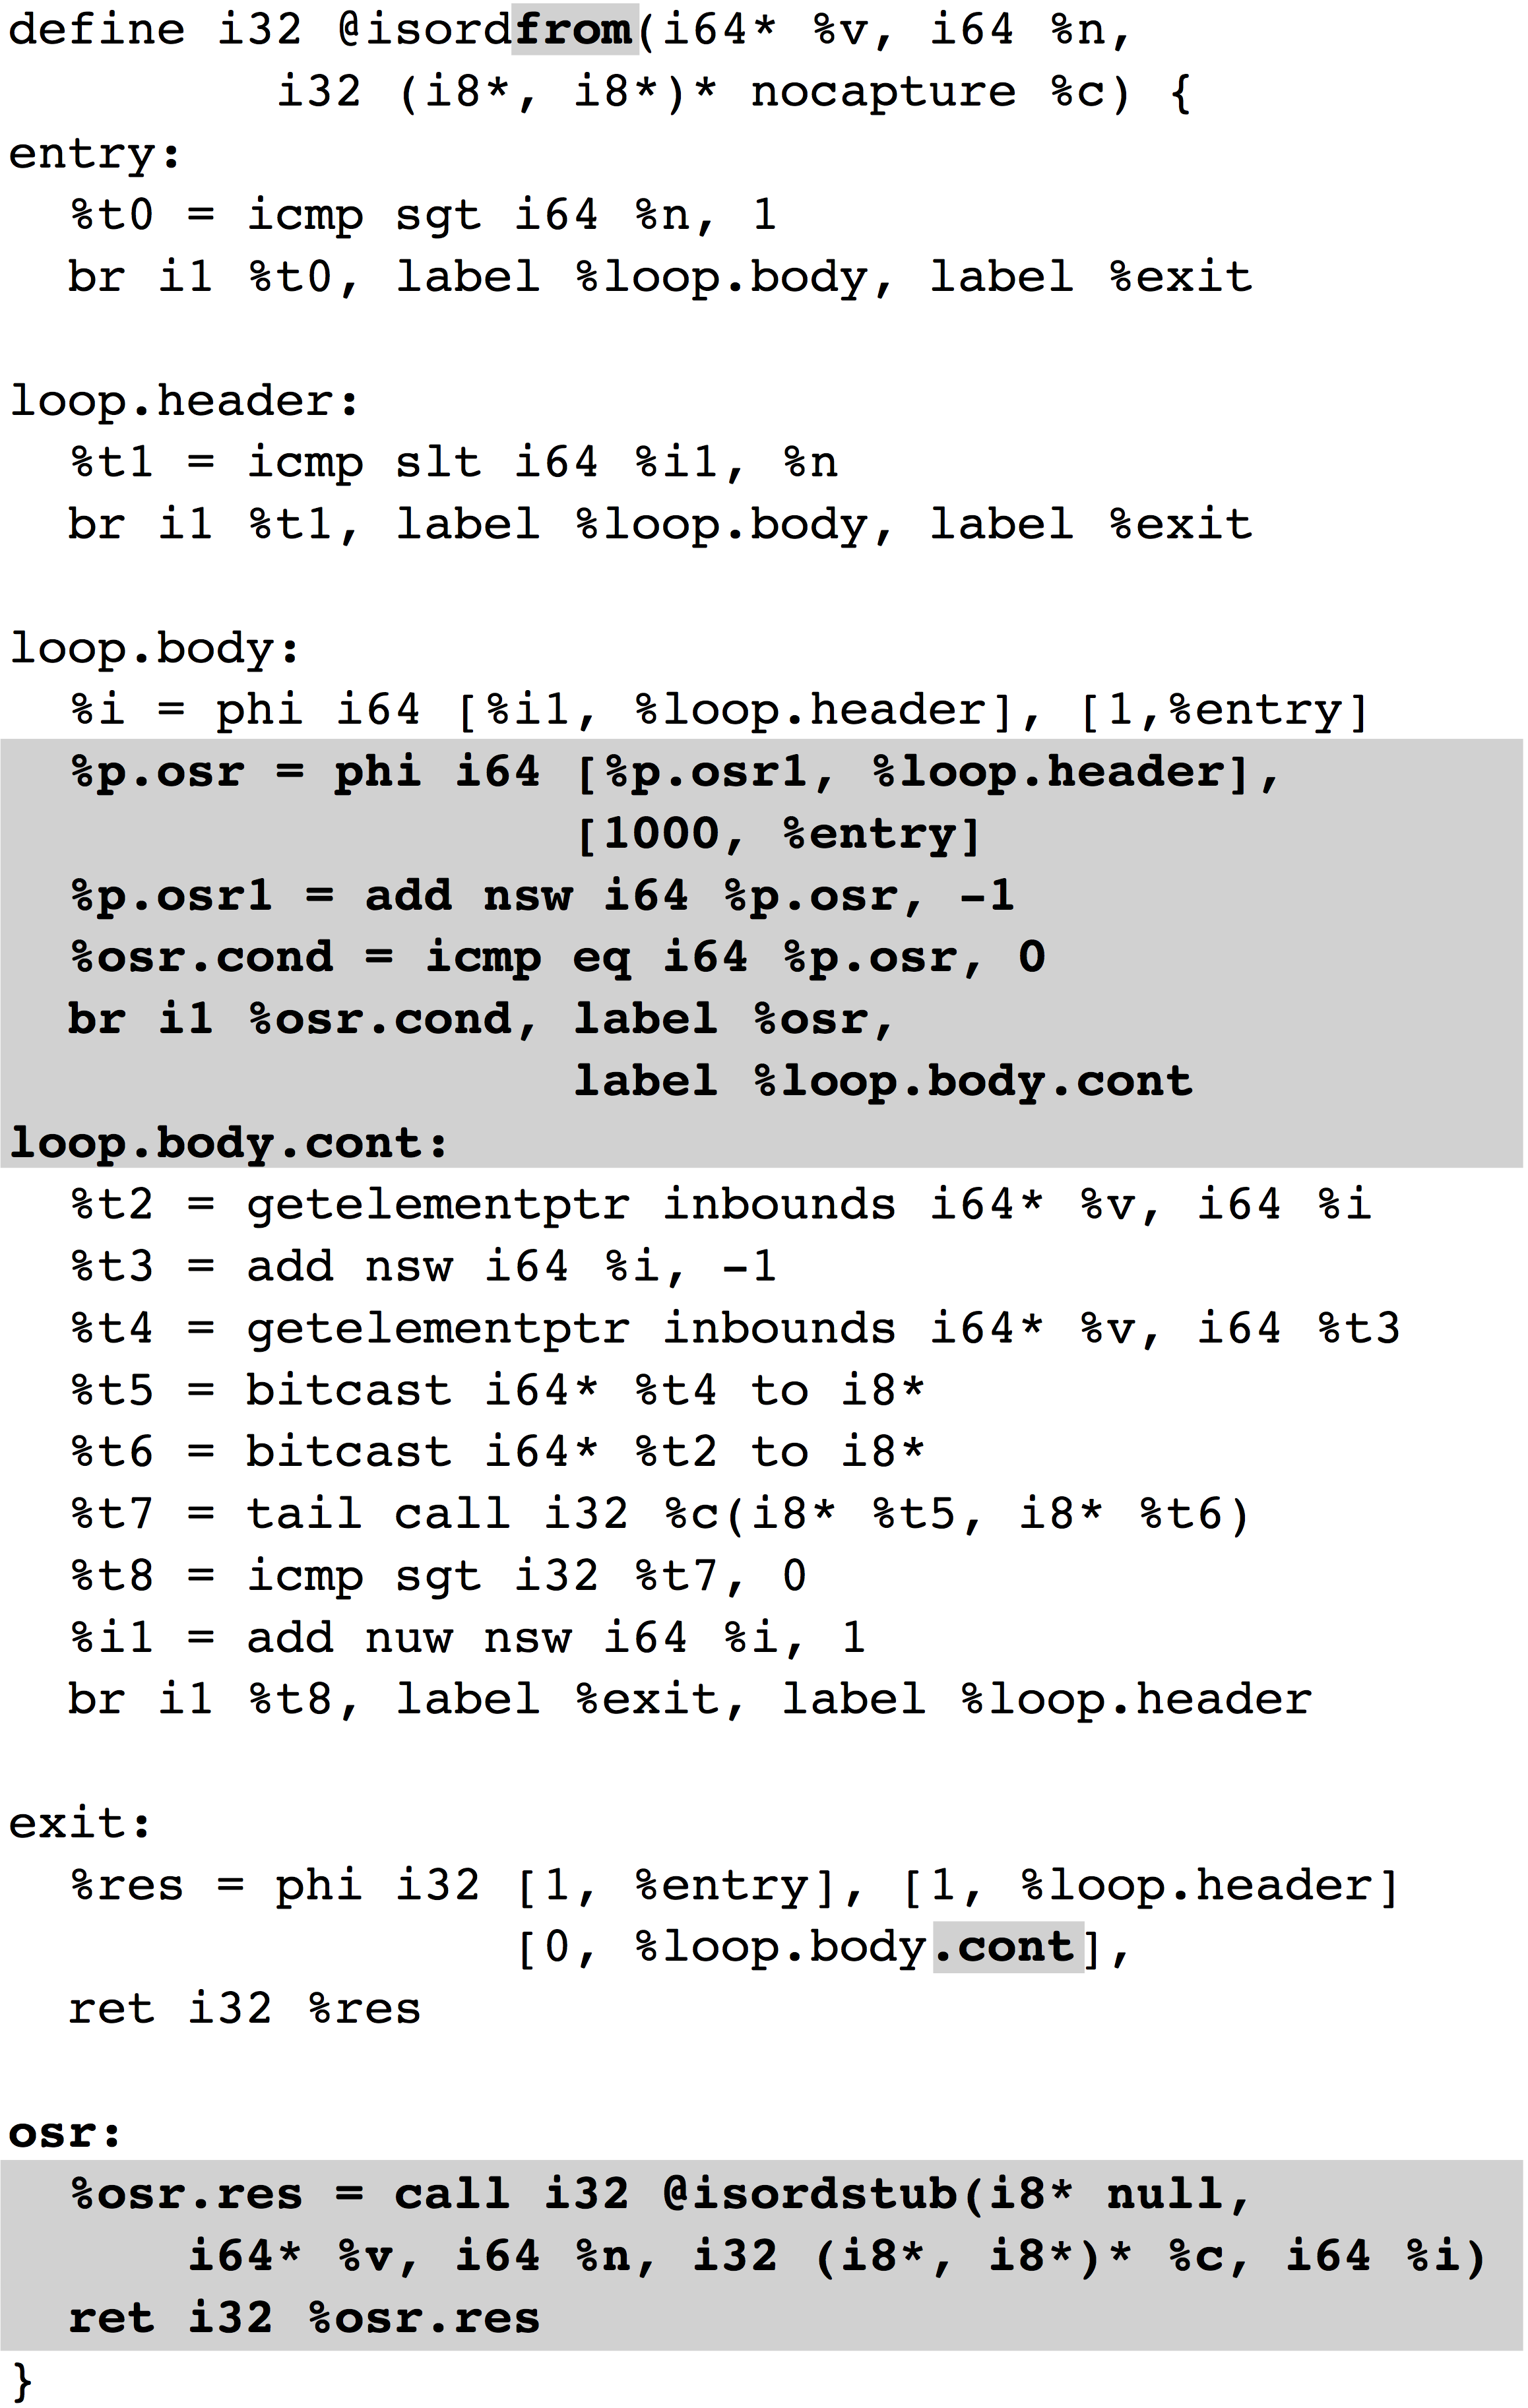 define i32 @isordfrom(i64* %v, i64 %n,
i32 (i8*, i8*)* nocapture %c) {
entry:
%t0 = icmp sgt i64 %n, 1
br i1 %t0, label %loop.body, label %exit
loop.header:
%t1 = icmp slt i64 %i1, %n
br i1 %t1, label %loop.body, label %exit
loop.body:
%i = phi i64 [%i1, %loop.header], [1,%entry]
%p.osr = phi i64 [%p.osr1, %loop.header],
[1000, %entry]
%p.osr1 = add nsw i64 %p.osr, -1
%osr.cond = icmp eq i64 %p.osr, 0
br i1 %osr.cond, label %osr,
label %loop.body.cont
loop.body.cont:
%t2 = getelementptr inbounds i64* %v, i64 %i
%t3 = add nsw i64 %i, -1
%t4 = getelementptr inbounds i64* %v, i64 %t3
%t5 = bitcast i64* %t4 to i8*
%t6 = bitcast i64* %t2 to i8*
%t7 = tail call i32 %c(i8* %t5, i8* %t6)
%t8 = icmp sgt i32 %t7, 0
%i1 = add nuw nsw i64 %i, 1
br i1 %t8, label %exit, label %loop.header
exit:
%res = phi i32 [1, %entry], [1, %loop.header]
[0, %loop.body.cont],
ret i32 %res
osr:
%osr.res = call i32 @isordstub(i8* null,
i64* %v, i64 %n, i32 (i8*, i8*)* %c, i64 %i)
ret i32 %osr.res
}